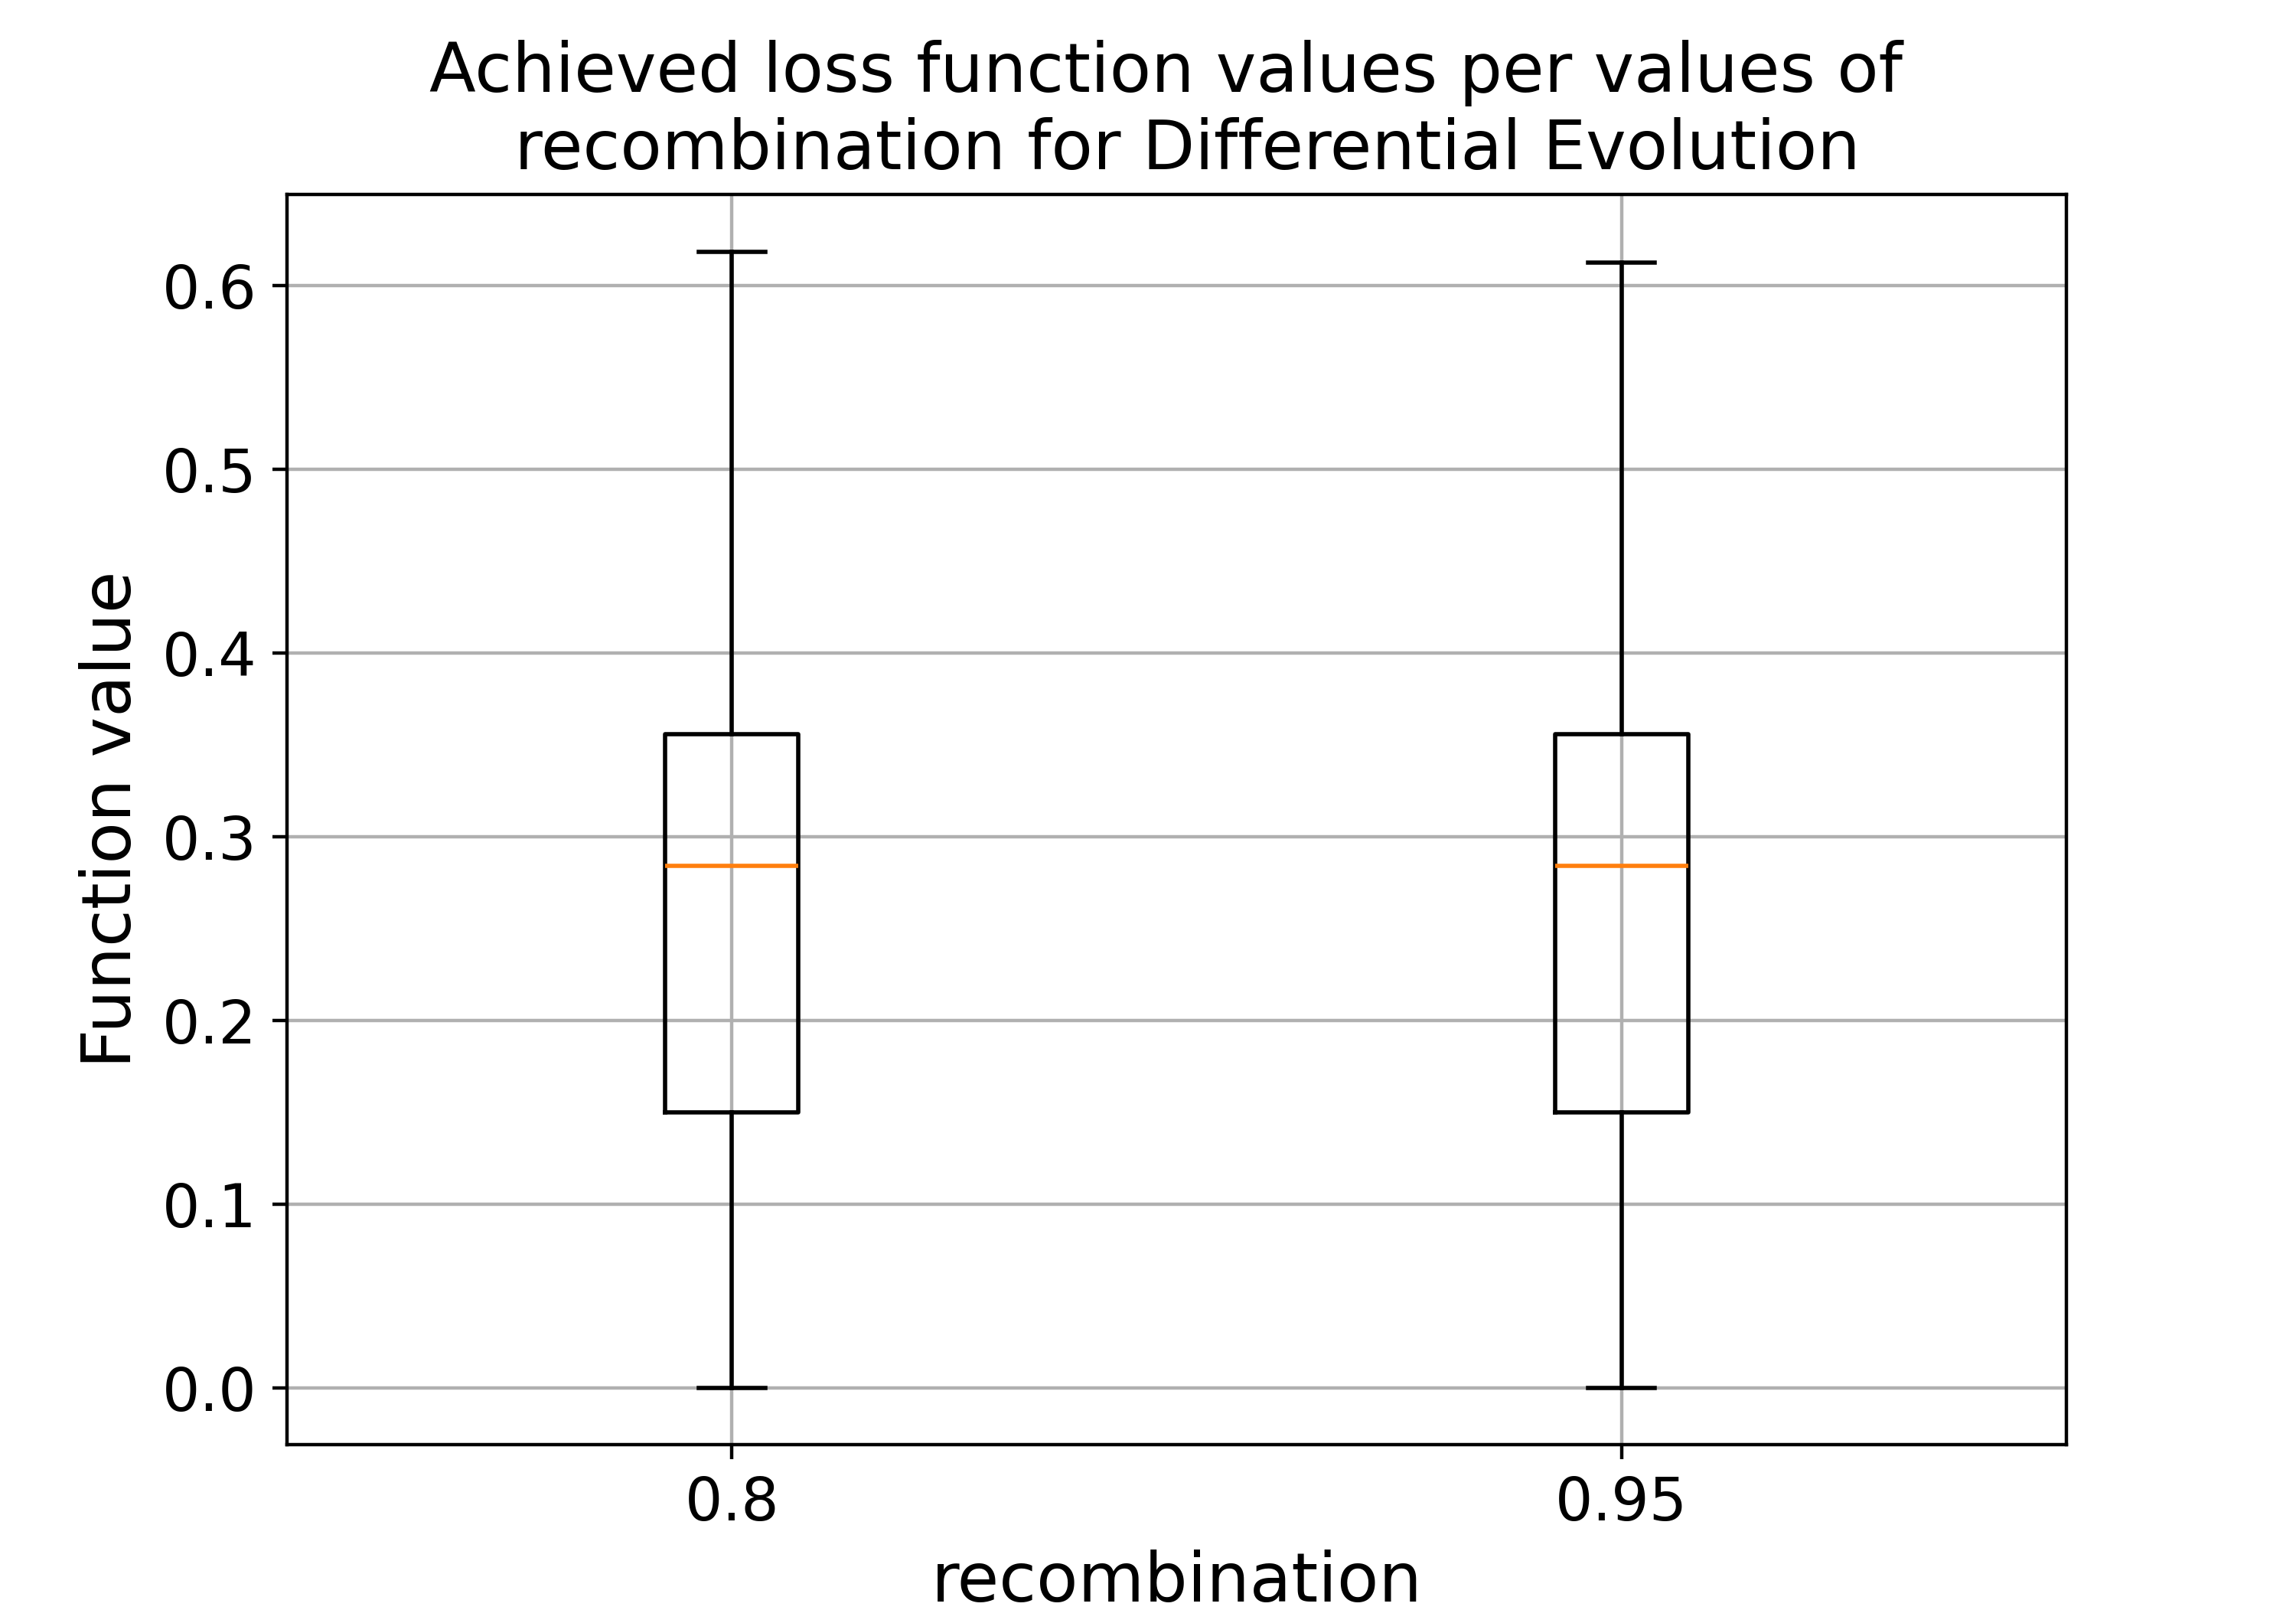 Achieved loss function values per values of
recombination for Differential Evolution
Function value
0.6
0.5
0.4
0.3
0.2
0.1
0.0
0.8
0.95
recombination